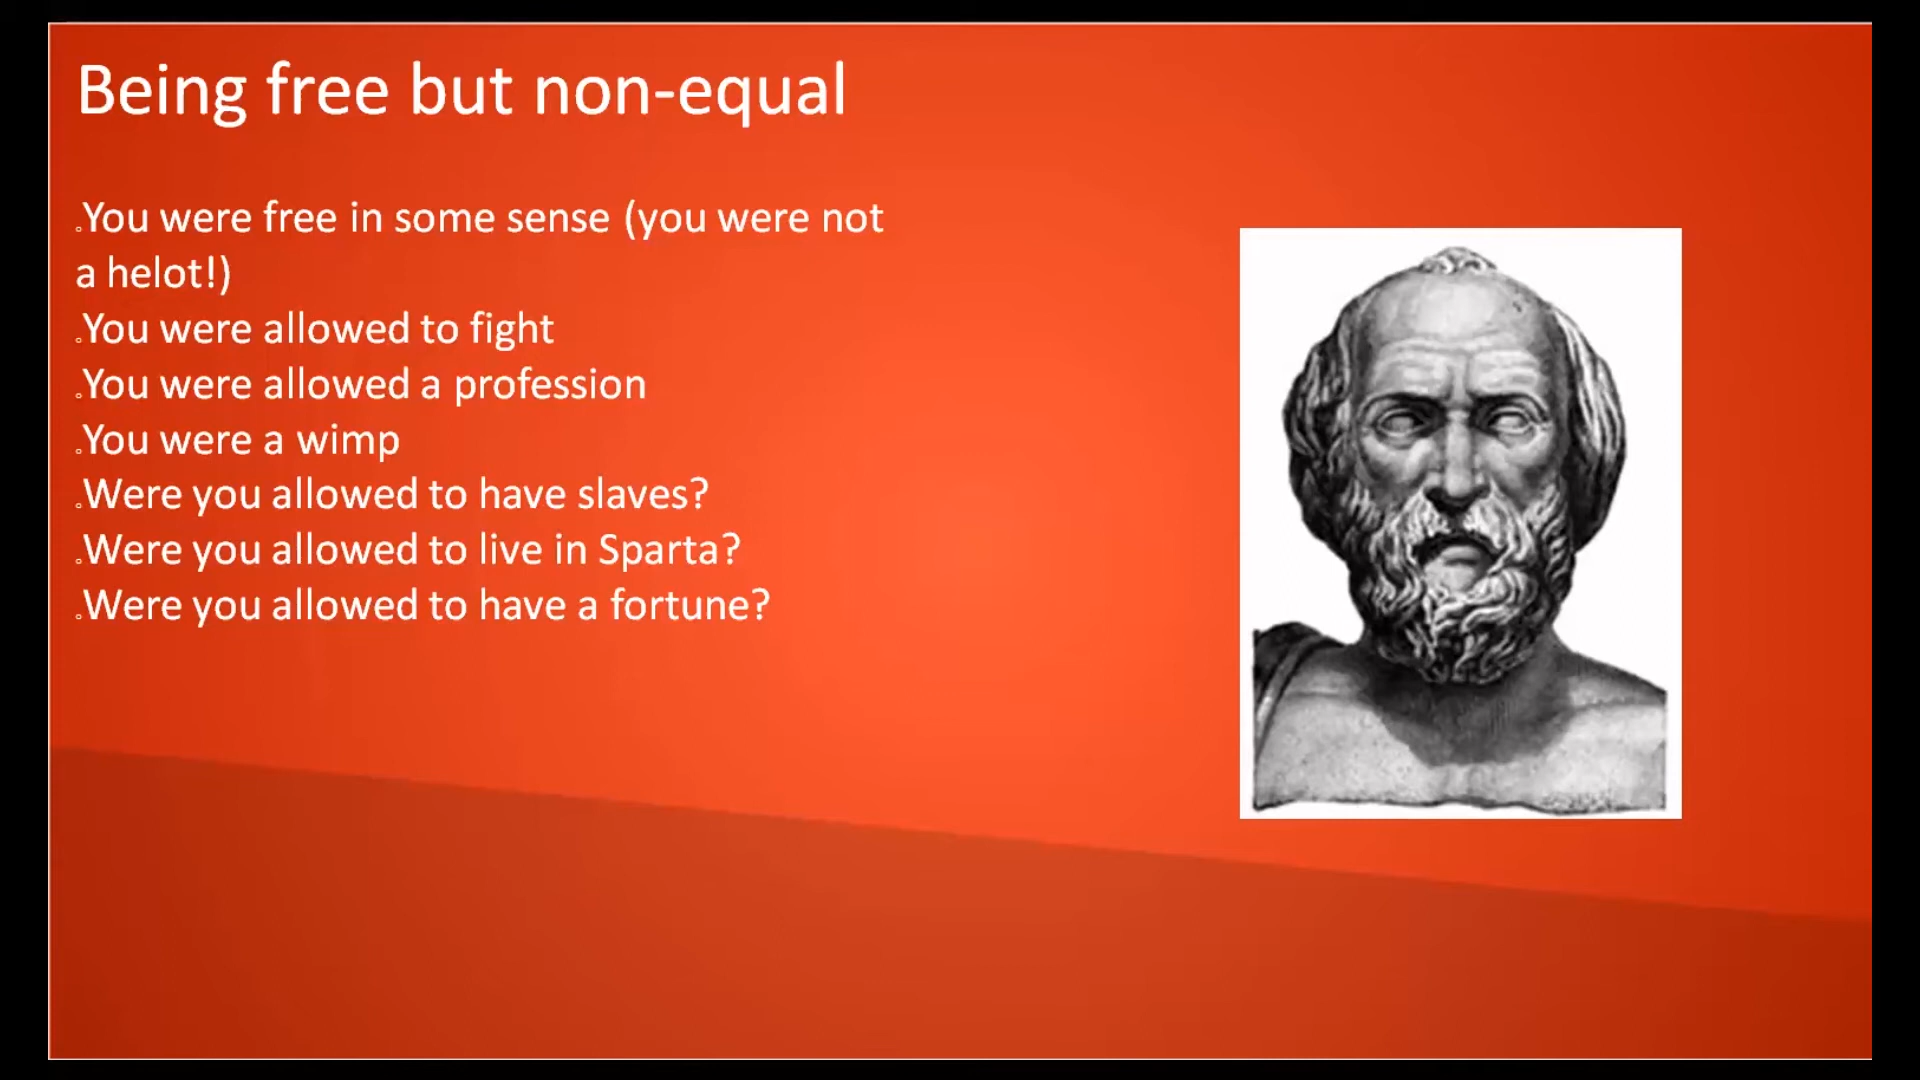 Being free but non-equal
.You were free in some sense (you were not
a helot!)
.You were allowed to fight
.You were allowed a profession
.You were a wimp
.Were you allowed to have slaves?
.Were you allowed to live in Sparta?
.Were you allowed to have a fortune?